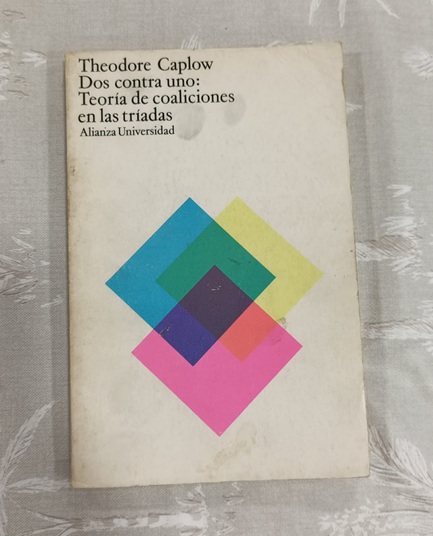 Theodore Caplow
Dos contra uno:
Teoría de coaliciones
en las tríadas
Alianza Universidad